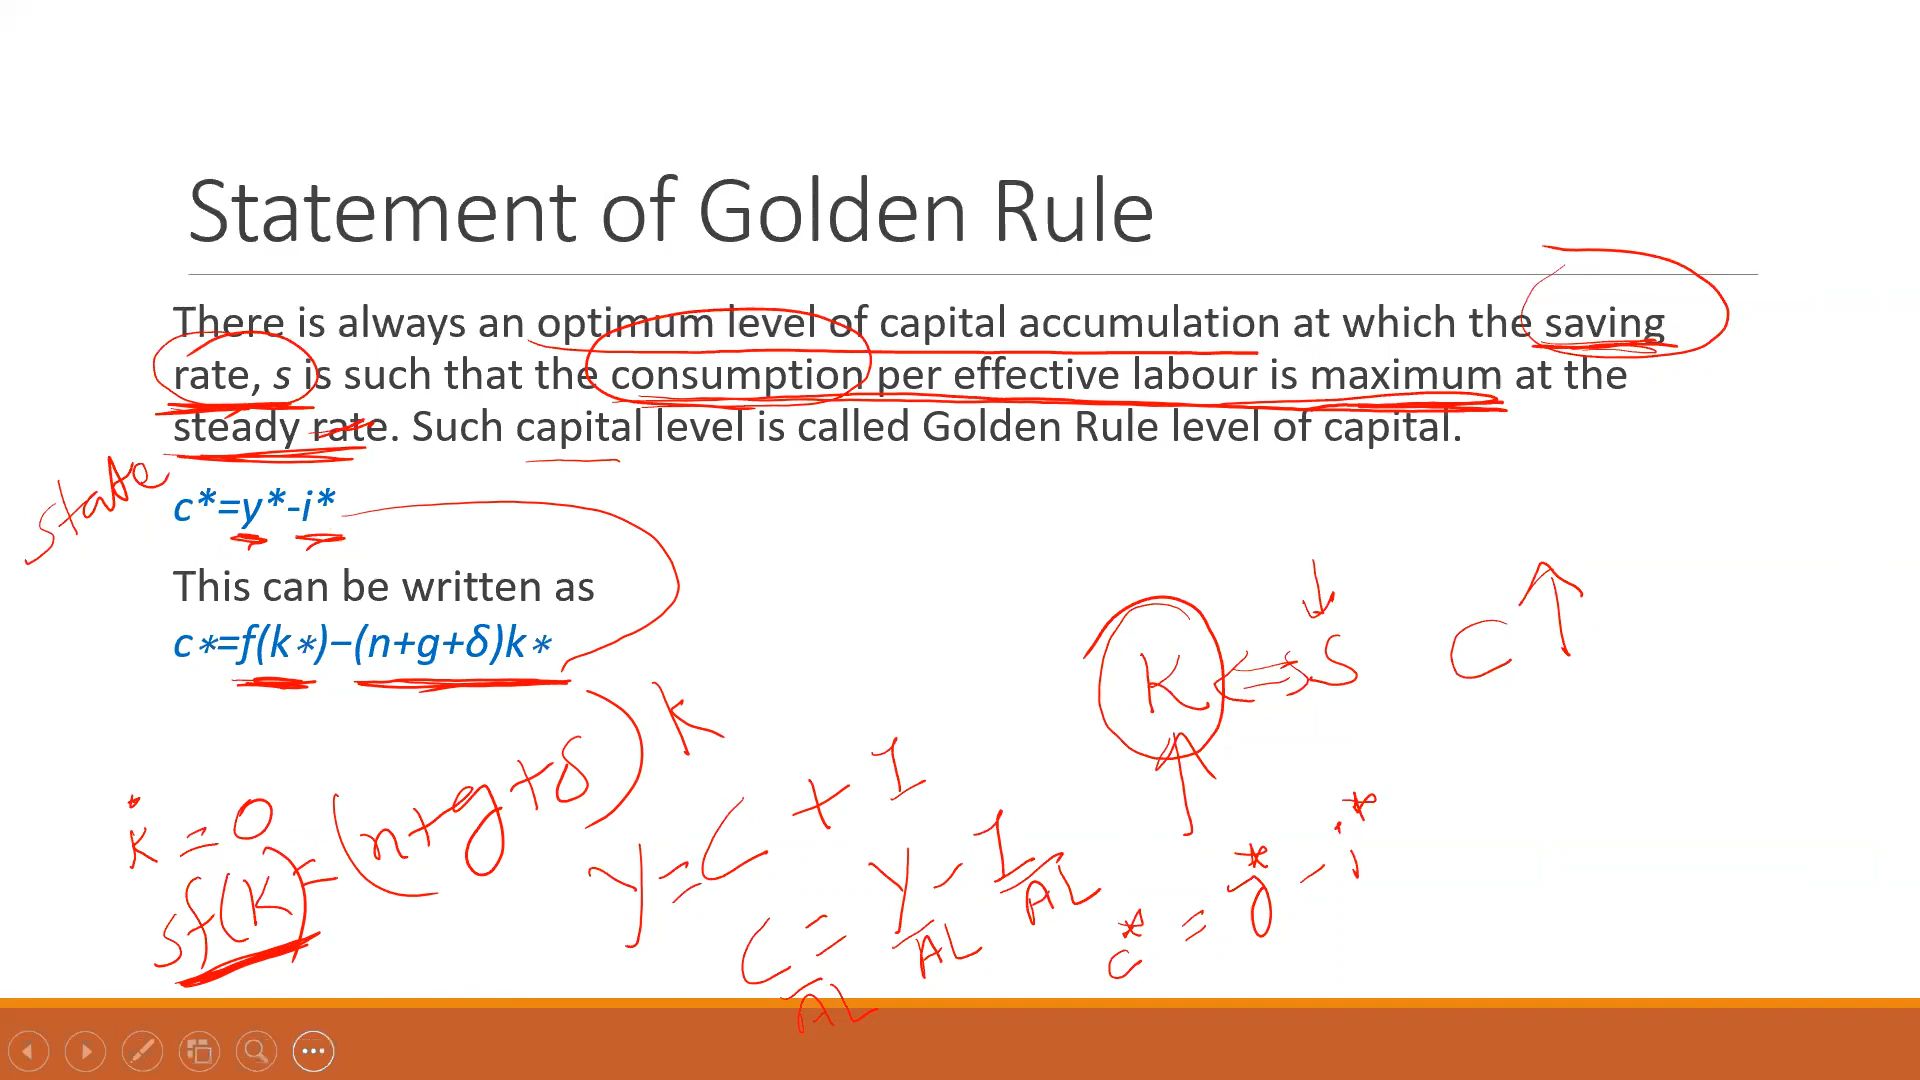 Statement of Golden Rule
There is always an optimum level of capital accumulation at which the saving
rate, s is such that the consumption per effective labour is maximum at the
steady rate. Such capital level is called Golden Rule level of capital.
state
c*=y*-i*
This can be written as
c∗=f(k∗)−(n+g+δ)k∗
K S C
k̇ = 0
sf(K) = (n+g+δ) K
Y = C + I
C/AL = Y/AL - I/AL
c* = y* - i*